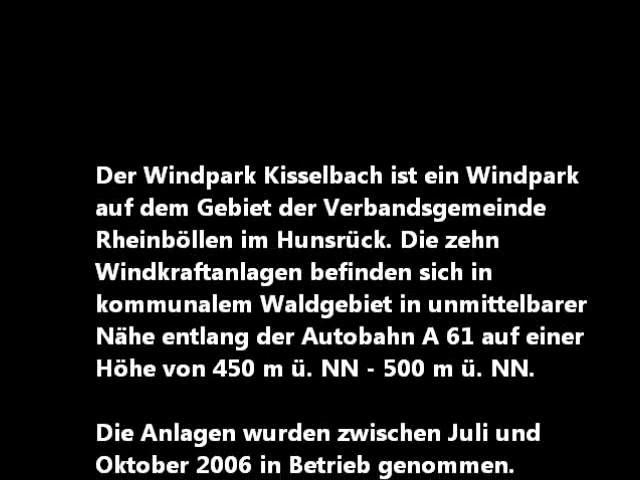 Der Windpark Kisselbach ist ein Windpark
auf dem Gebiet der Verbandsgemeinde
Rheinböllen im Hunsrück. Die zehn
Windkraftanlagen befinden sich in
kommunalem Waldgebiet in unmittelbarer
Nähe entlang der Autobahn A 61 auf einer
Höhe von 450 m ü. NN - 500 m ü. NN.
Die Anlagen wurden zwischen Juli und
Oktober 2006 in Betrieb genommen.